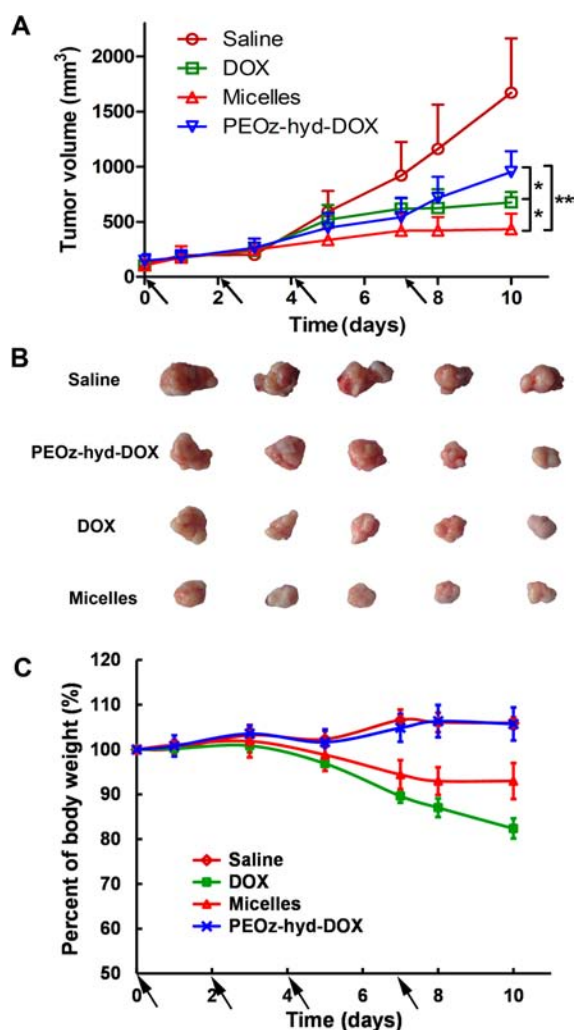 A
Tumor volume (mm³)
2000
1500
1000
500
0
Saline
DOX
Micelles
PEOz-hyd-DOX
*
*
**
0 2 4 6 8 10
Time (days)
B
Saline
PEOz-hyd-DOX
DOX
Micelles
C
Percent of body weight (%)
120
110
100
90
80
70
60
50
Saline
DOX
Micelles
PEOz-hyd-DOX
0 2 4 6 8 10
Time (days)